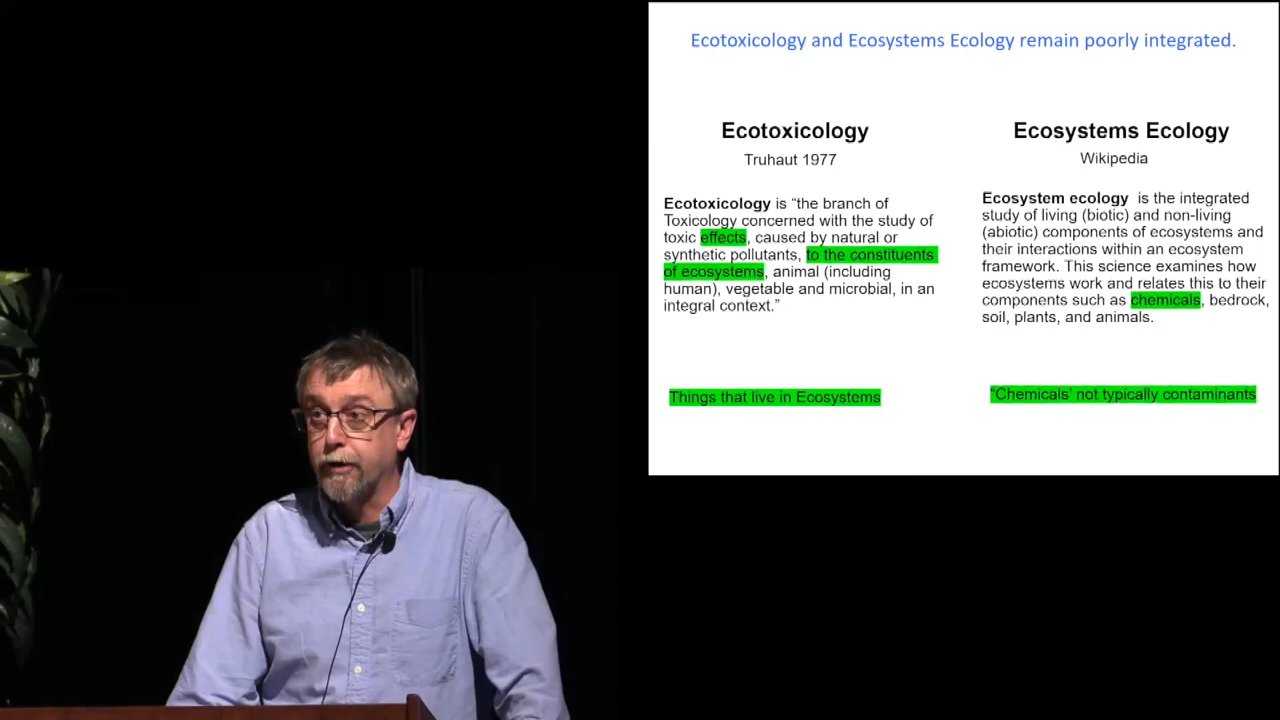 Ecotoxicology and Ecosystems Ecology remain poorly integrated.
Ecotoxicology
Truhaut 1977
Ecotoxicology is “the branch of
Toxicology concerned with the study of
toxic effects, caused by natural or
synthetic pollutants, to the constituents
of ecosystems, animal (including
human), vegetable and microbial, in an
integral context.”
Things that live in Ecosystems
Ecosystems Ecology
Wikipedia
Ecosystem ecology is the integrated
study of living (biotic) and non-living
(abiotic) components of ecosystems and
their interactions within an ecosystem
framework. This science examines how
ecosystems work and relates this to their
components such as chemicals, bedrock,
soil, plants, and animals.
“Chemicals’ not typically contaminants